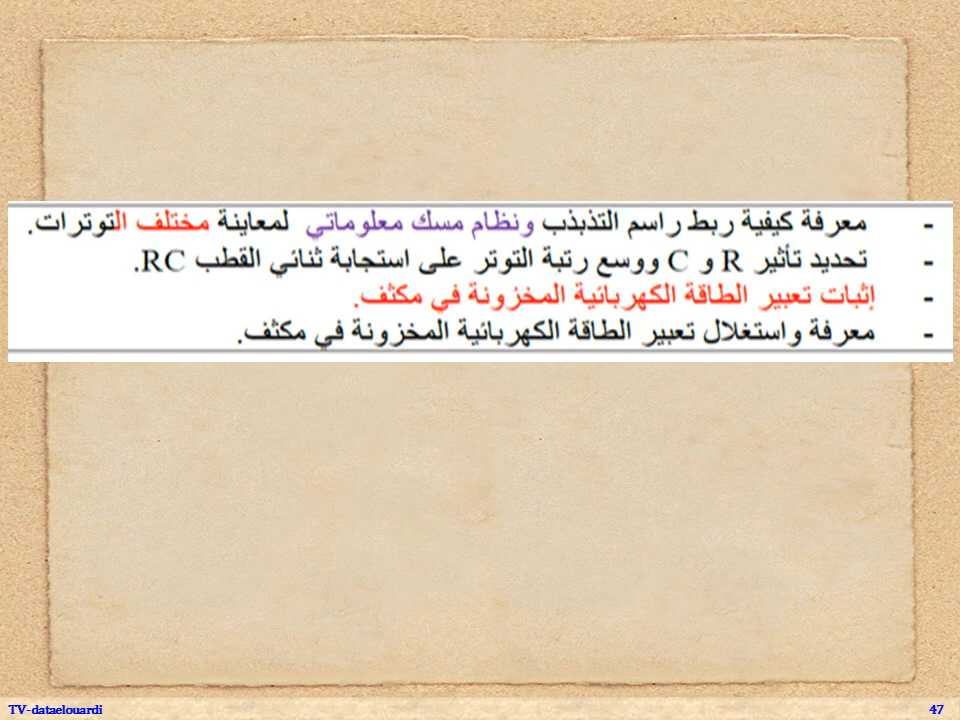 - معرفة كيفية ربط راسم التذبذب ونظام مسك معلوماتي لمعاينة مختلف التوترات.
- تحديد تأثير R و C ووسع رتبة التوتر على استجابة ثنائي القطب RC.
- إثبات تعبير الطاقة الكهربائية المخزونة في مكثف.
- معرفة واستغلال تعبير الطاقة الكهربائية المخزونة في مكثف.
TV-dataelouardi 47